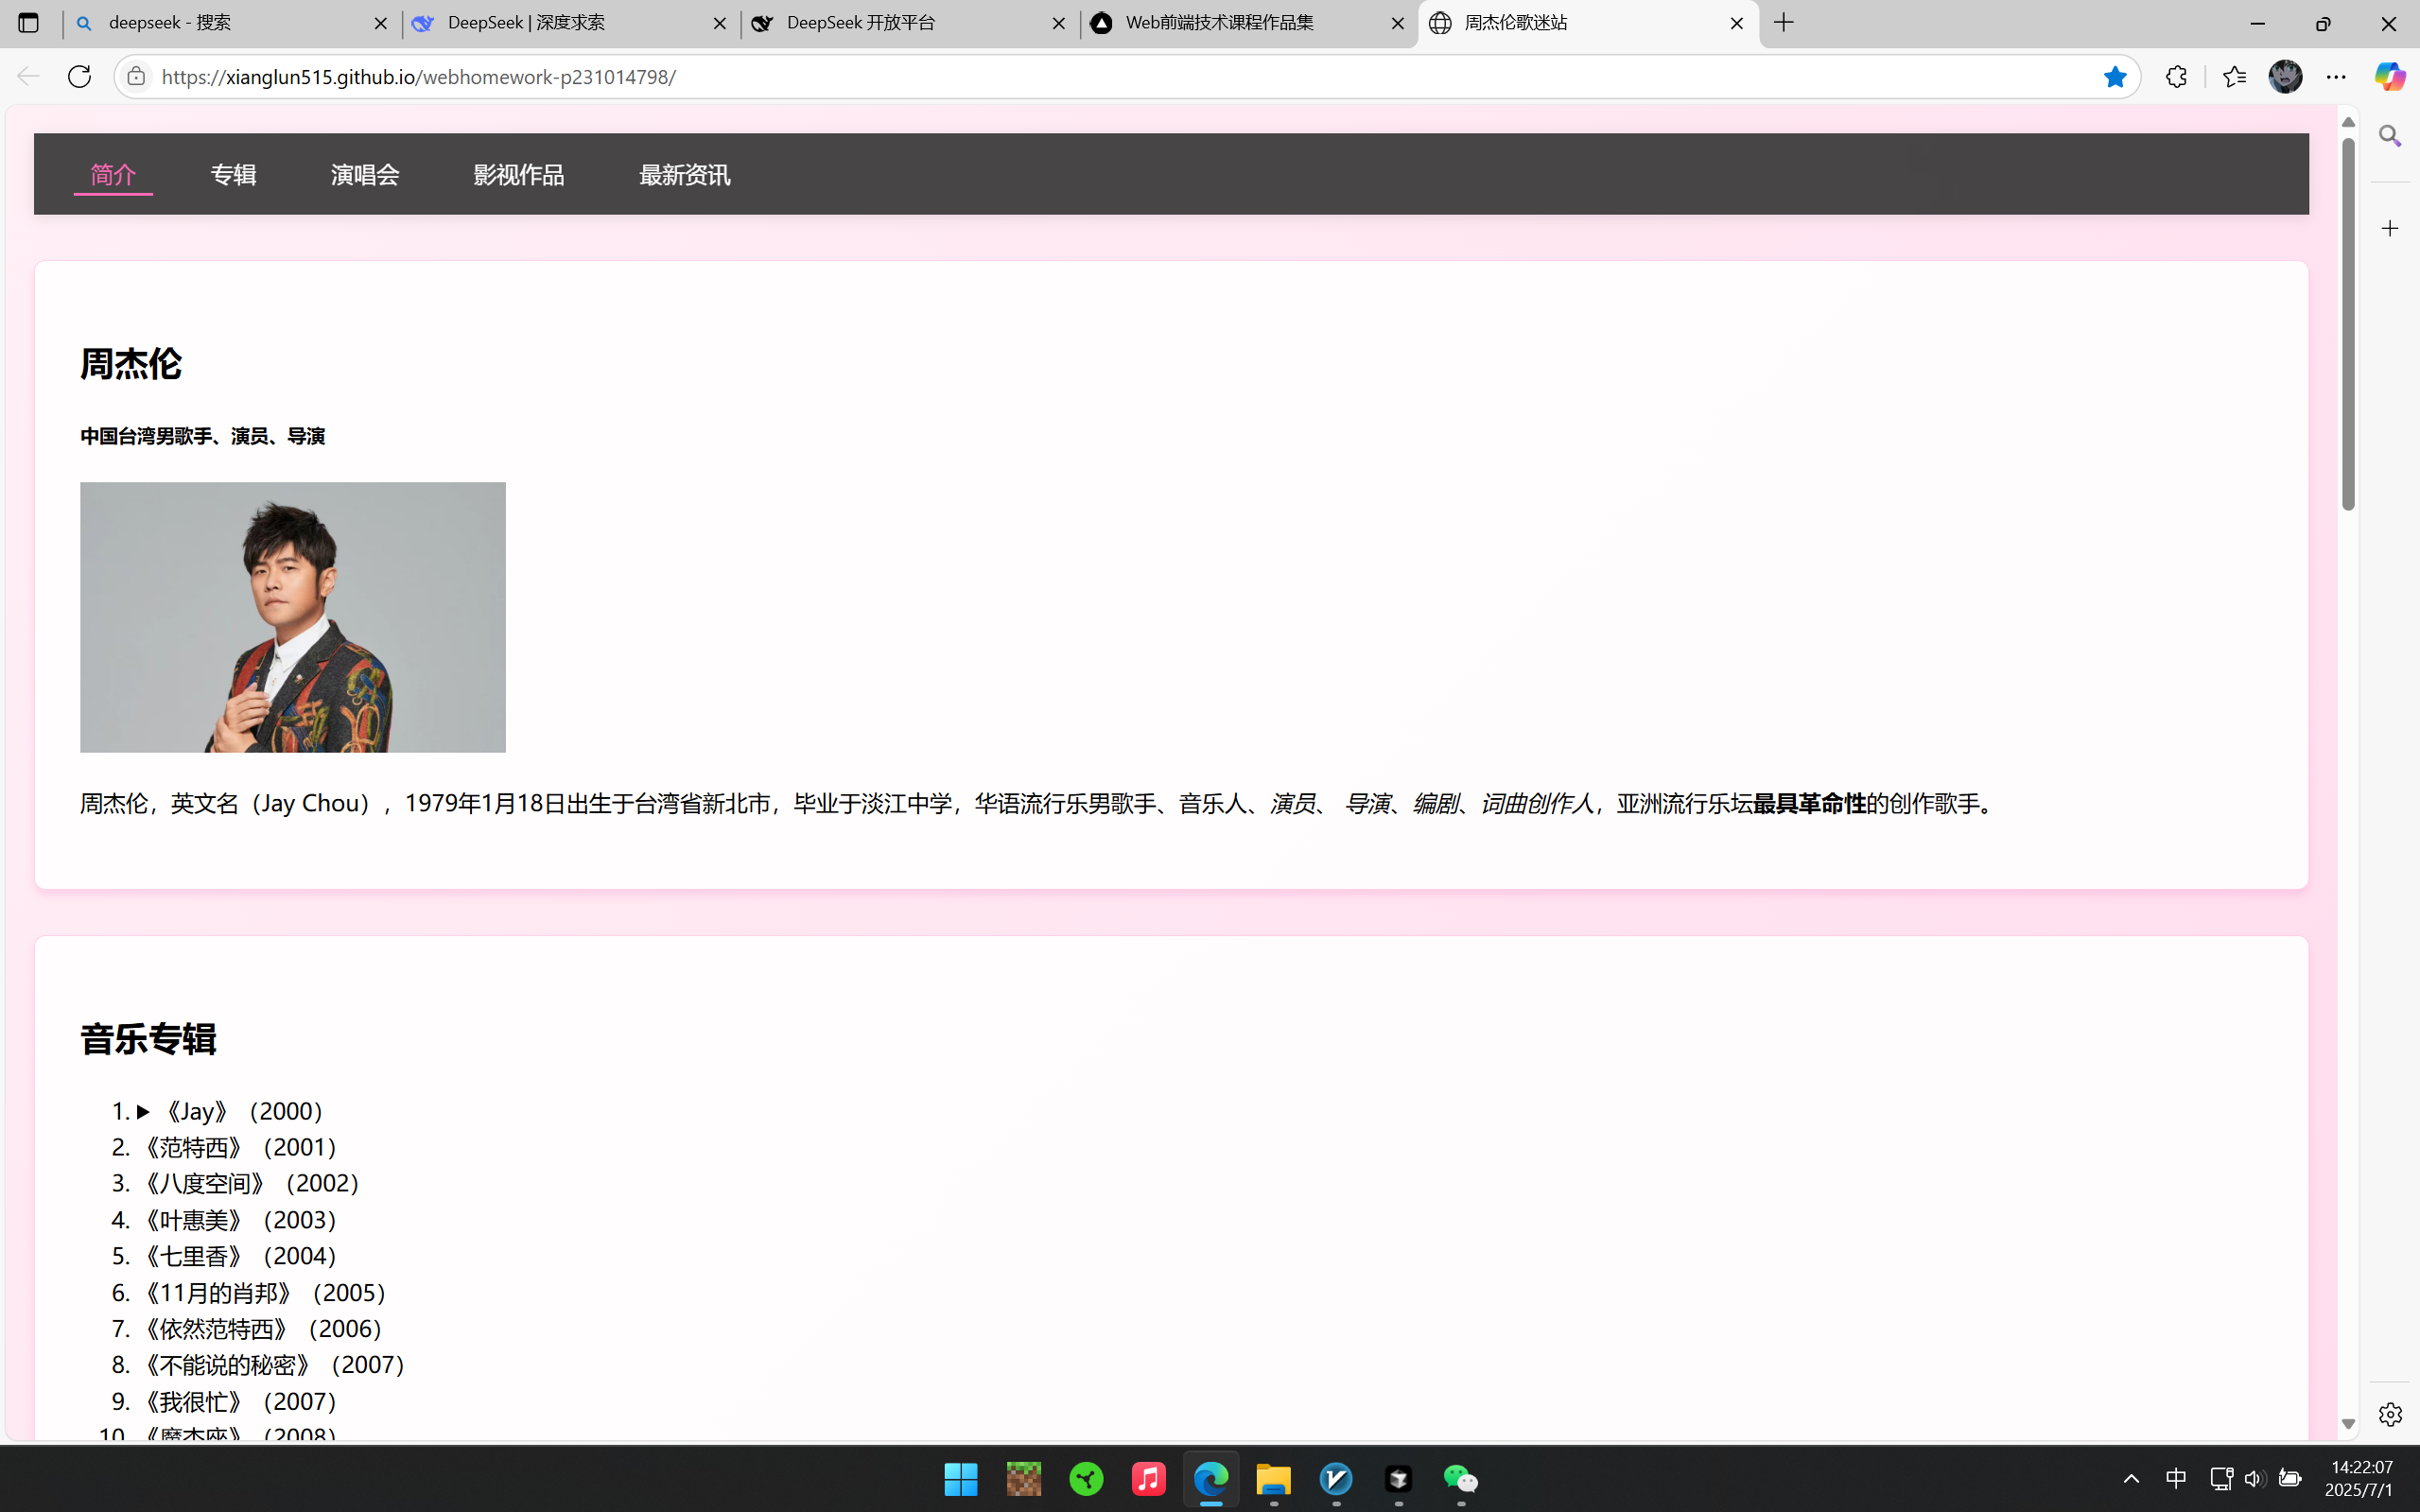 deepseek - 搜索
DeepSeek | 深度求索
DeepSeek 开放平台
Web前端技术课程作品集
周杰伦歌迷站
https://xianglun515.github.io/webhomework-p231014798/
简介 专辑 演唱会 影视作品 最新资讯
周杰伦
中国台湾男歌手、演员、导演
周杰伦，英文名（Jay Chou），1979年1月18日出生于台湾省新北市，毕业于淡江中学，华语流行乐男歌手、音乐人、演员、 导演、编剧、词曲创作人，亚洲流行乐坛最具革命性的创作歌手。
音乐专辑
1. ▶ 《Jay》（2000）
2. 《范特西》（2001）
3. 《八度空间》（2002）
4. 《叶惠美》（2003）
5. 《七里香》（2004）
6. 《11月的肖邦》（2005）
7. 《依然范特西》（2006）
8. 《不能说的秘密》（2007）
9. 《我很忙》（2007）
10. 《魔杰座》（2008）
中
14:22:07
2025/7/1